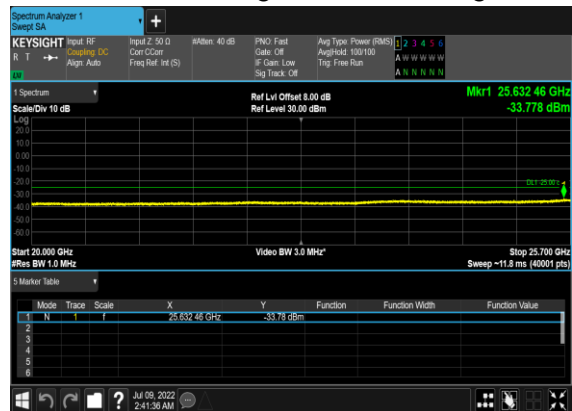 Spectrum Analyzer 1
Swept SA
+
KEYSIGHT Input: RF Input Z: 50 Ω #Atten: 40 dB PNO: Fast Avg Type: Power (RMS) 1 2 3 4 5 6
R T Coupling: DC Corr CCorr Gate: Off Avg|Hold: 100/100 A W W W W W
Align: Auto Freq Ref: Int (S) IF Gain: Low Trig: Free Run
Sig Track: Off A N N N N N
1 Spectrum Ref Lvl Offset 8.00 dB Mkr1 25.632 46 GHz
Scale/Div 10 dB Ref Level 30.00 dBm -33.778 dBm
Log
20.0
10.0
0.00
-10.0
-20.0
DL1 -25.00
-30.0
-40.0
-50.0
-60.0
Start 20.000 GHz Video BW 3.0 MHz* Stop 25.700 GHz
#Res BW 1.0 MHz Sweep ~11.8 ms (40001 pts)
5 Marker Table
Mode Trace Scale X Y Function Function Width Function Value
1 N 1 f 25.632 46 GHz -33.78 dBm
2
3
4
5
6
? Jul 09, 2022
2:41:36 AM